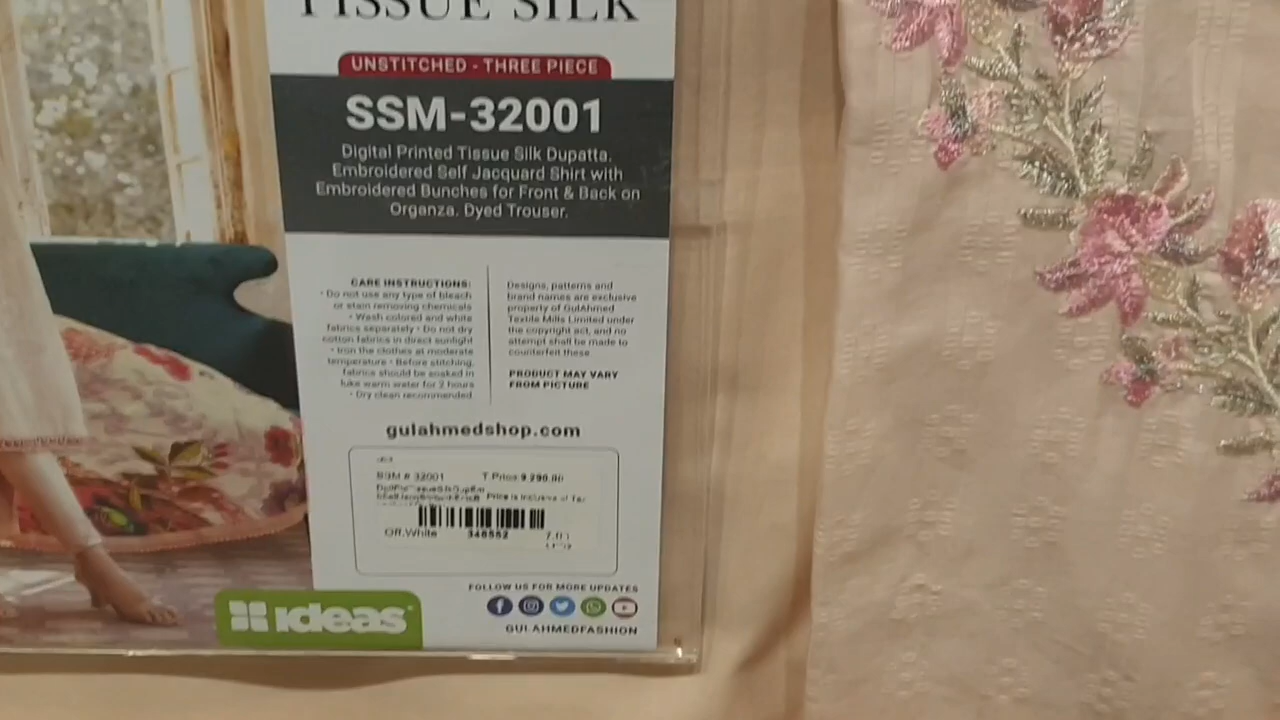 TISSUE SILK
UNSTITCHED - THREE PIECE
SSM-32001
Digital Printed Tissue Silk Dupatta.
Embroidered Self Jacquard Shirt with
Embroidered Bunches for Front & Back on
Organza. Dyed Trouser.
CARE INSTRUCTIONS:
• Do not use any type of bleach
or stain removing chemicals
• Wash colored and white
fabrics separately • Do not dry
cotton fabrics in direct sunlight
• Iron the clothes at moderate
temperature • Before stitching,
fabrics should be soaked in
luke warm water for 2 hours
• Dry clean recommended
Designs, patterns and
brand names are exclusive
property of GulAhmed
Textile Mills Limited under
the copyright act, and no
attempt shall be made to
counterfeit these
PRODUCT MAY VARY
FROM PICTURE
gulahmedshop.com
SSM # 32001 T Price 9,290.00
Price is inclusive of Tax
Off.White 348552
FOLLOW US FOR MORE UPDATES
GULAHMEDFASHION
ideas